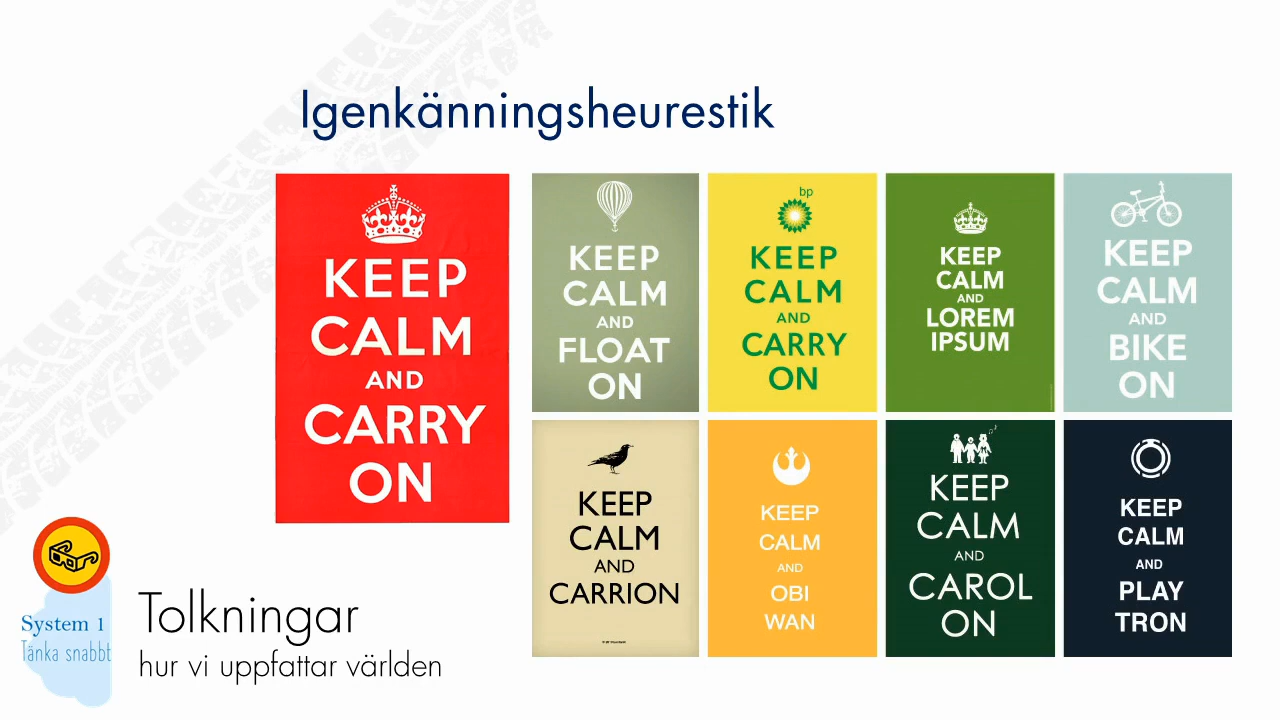 Igenkänningsheurestik
KEEP
CALM
AND
CARRY
ON
KEEP
CALM
AND
FLOAT
ON
bp
KEEP
CALM
AND
CARRY
ON
KEEP
CALM
AND
LOREM
IPSUM
KEEP
CALM
AND
BIKE
ON
KEEP
CALM
AND
CARRION
KEEP
CALM
AND
OBI
WAN
KEEP
CALM
AND
CAROL
ON
KEEP
CALM
AND
PLAY
TRON
System 1
Tänka snabbt
Tolkningar
hur vi uppfattar världen